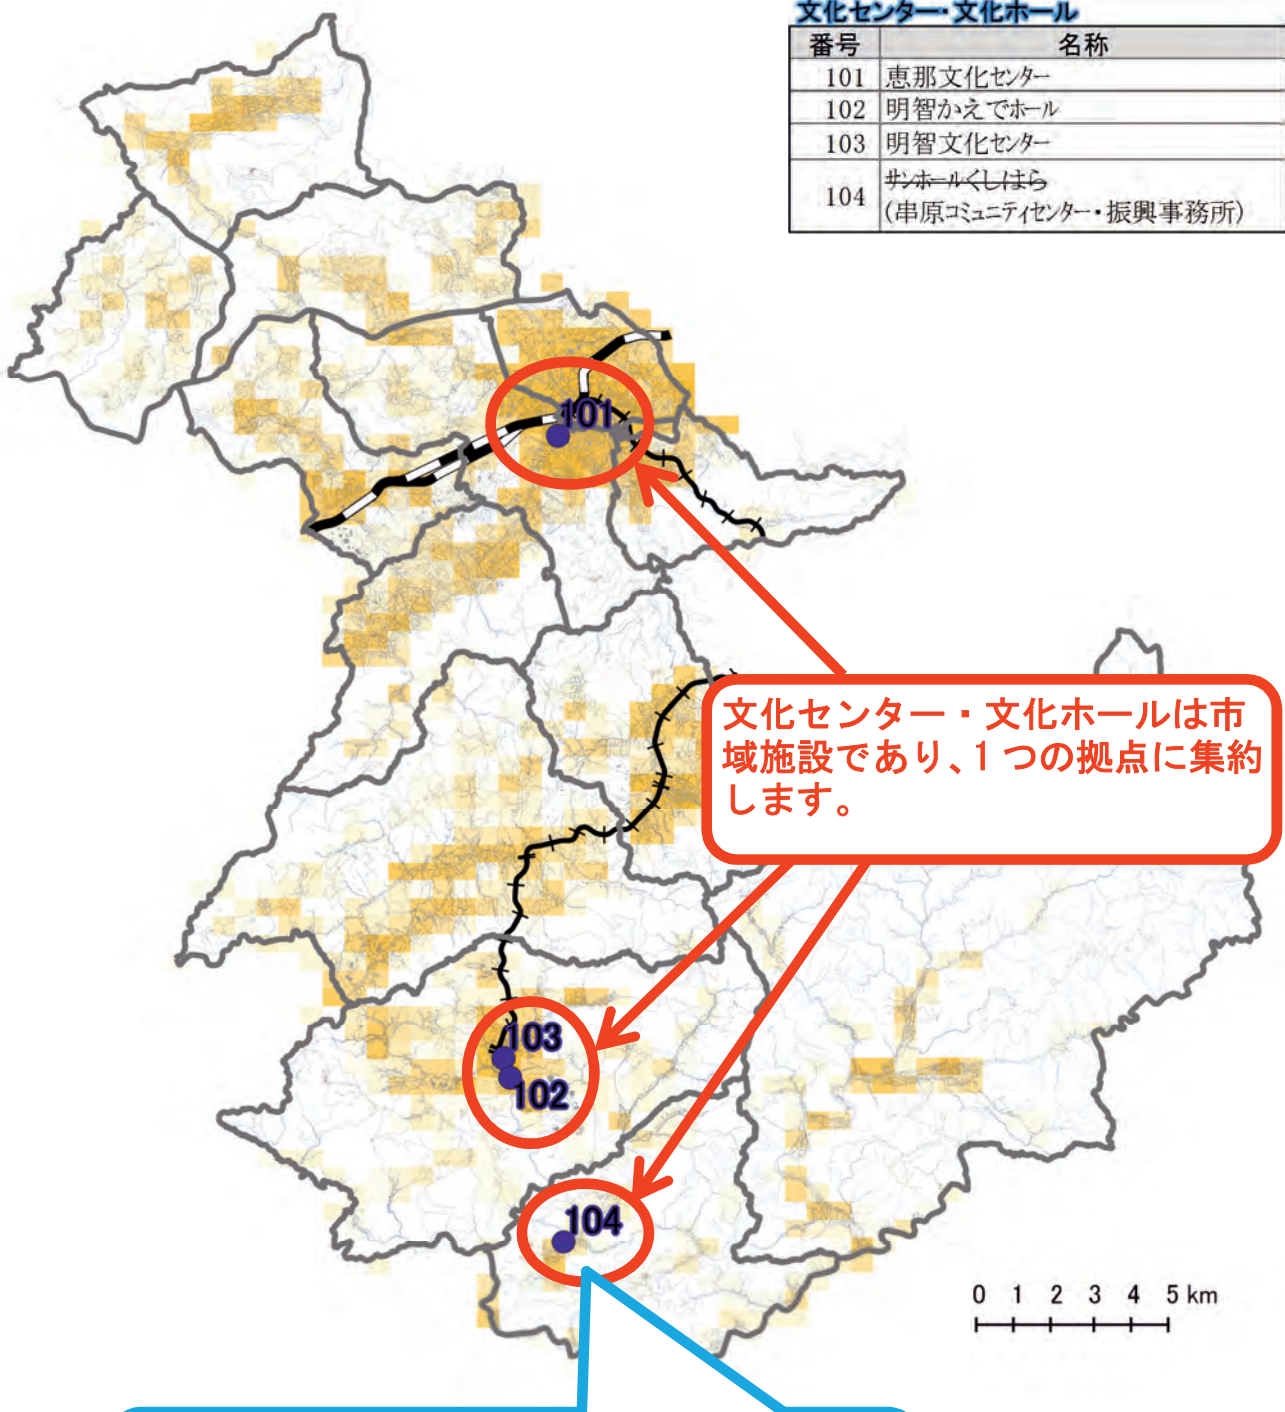 文化センター・文化ホール
番号 名称
101 恵那文化センター
102 明智かえでホール
103 明智文化センター
104 サンホールくしはら
(串原コミュニティセンター・振興事務所)
101
文化センター・文化ホールは市
域施設であり、1つの拠点に集約
します。
103
102
104
0 1 2 3 4 5 km